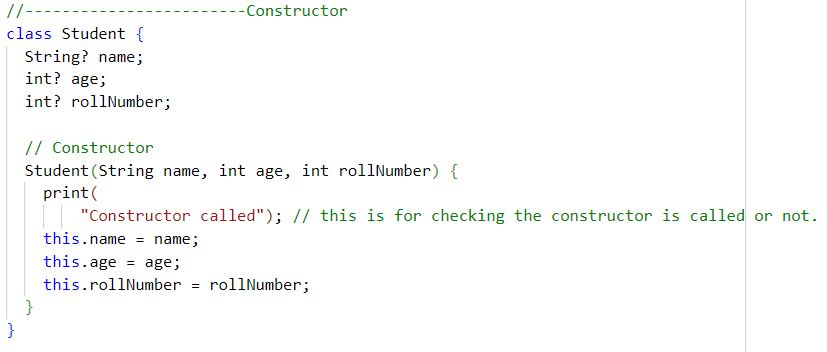 //------------------------Constructor
class Student {
  String? name;
  int? age;
  int? rollNumber;

  // Constructor
  Student(String name, int age, int rollNumber) {
    print(
        "Constructor called"); // this is for checking the constructor is called or not.
    this.name = name;
    this.age = age;
    this.rollNumber = rollNumber;
  }
}